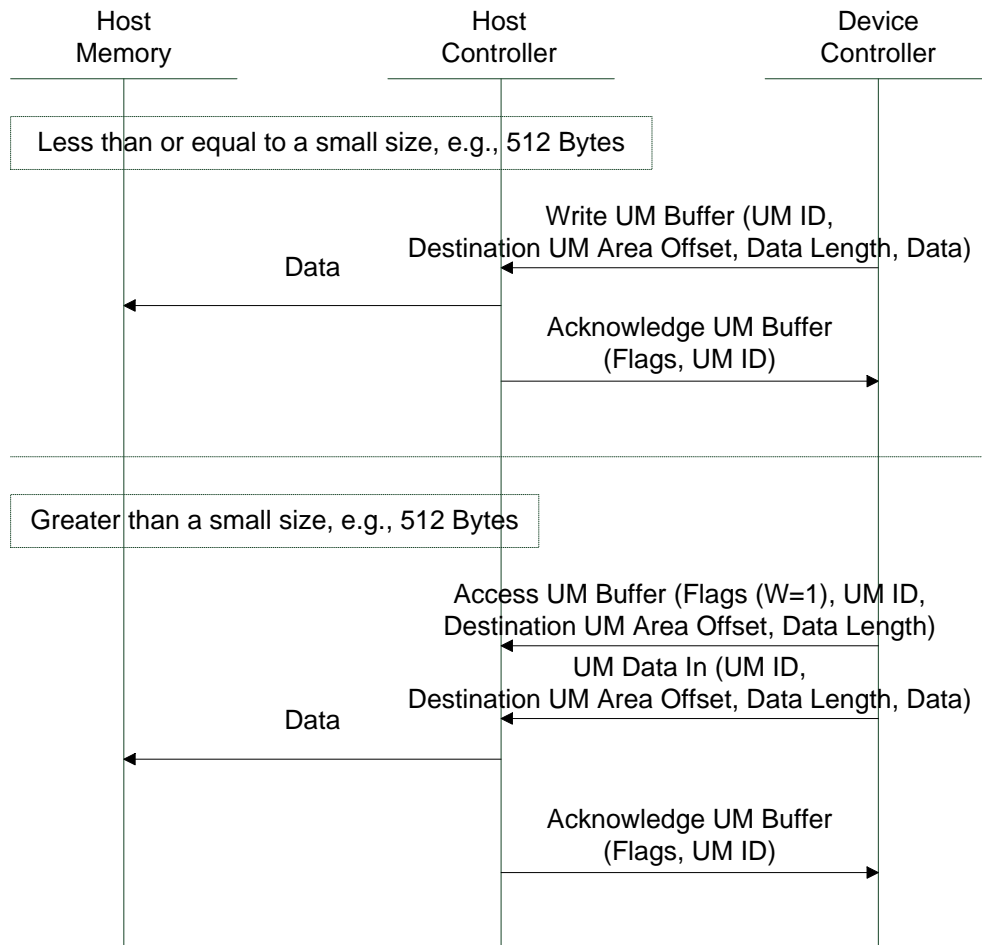 Host
Memory
Host
Controller
Device
Controller
Less than or equal to a small size, e.g., 512 Bytes
Write UM Buffer (UM ID,
Destination UM Area Offset, Data Length, Data)
Data
Acknowledge UM Buffer
(Flags, UM ID)
Greater than a small size, e.g., 512 Bytes
Access UM Buffer (Flags (W=1), UM ID,
Destination UM Area Offset, Data Length)
UM Data In (UM ID,
Destination UM Area Offset, Data Length, Data)
Data
Acknowledge UM Buffer
(Flags, UM ID)